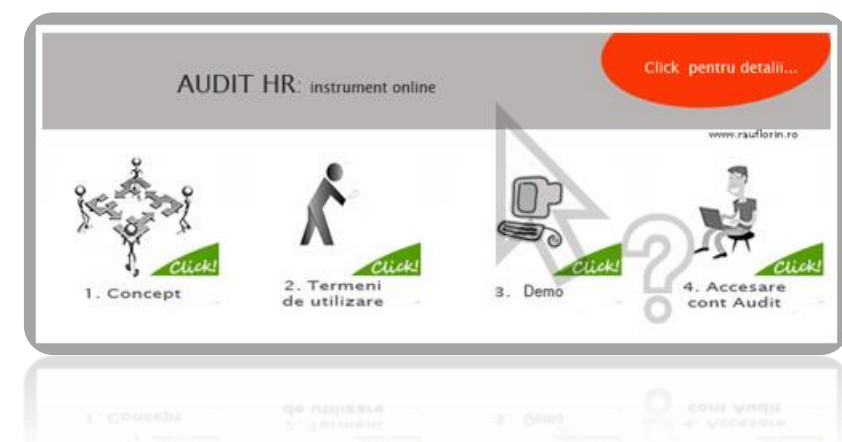 AUDIT HR: instrument online
Click pentru detalii...
www.rauflorin.ro
Click!
1. Concept
Click!
2. Termeni
de utilizare
Click!
3. Demo
Click!
4. Accesare
cont Audit